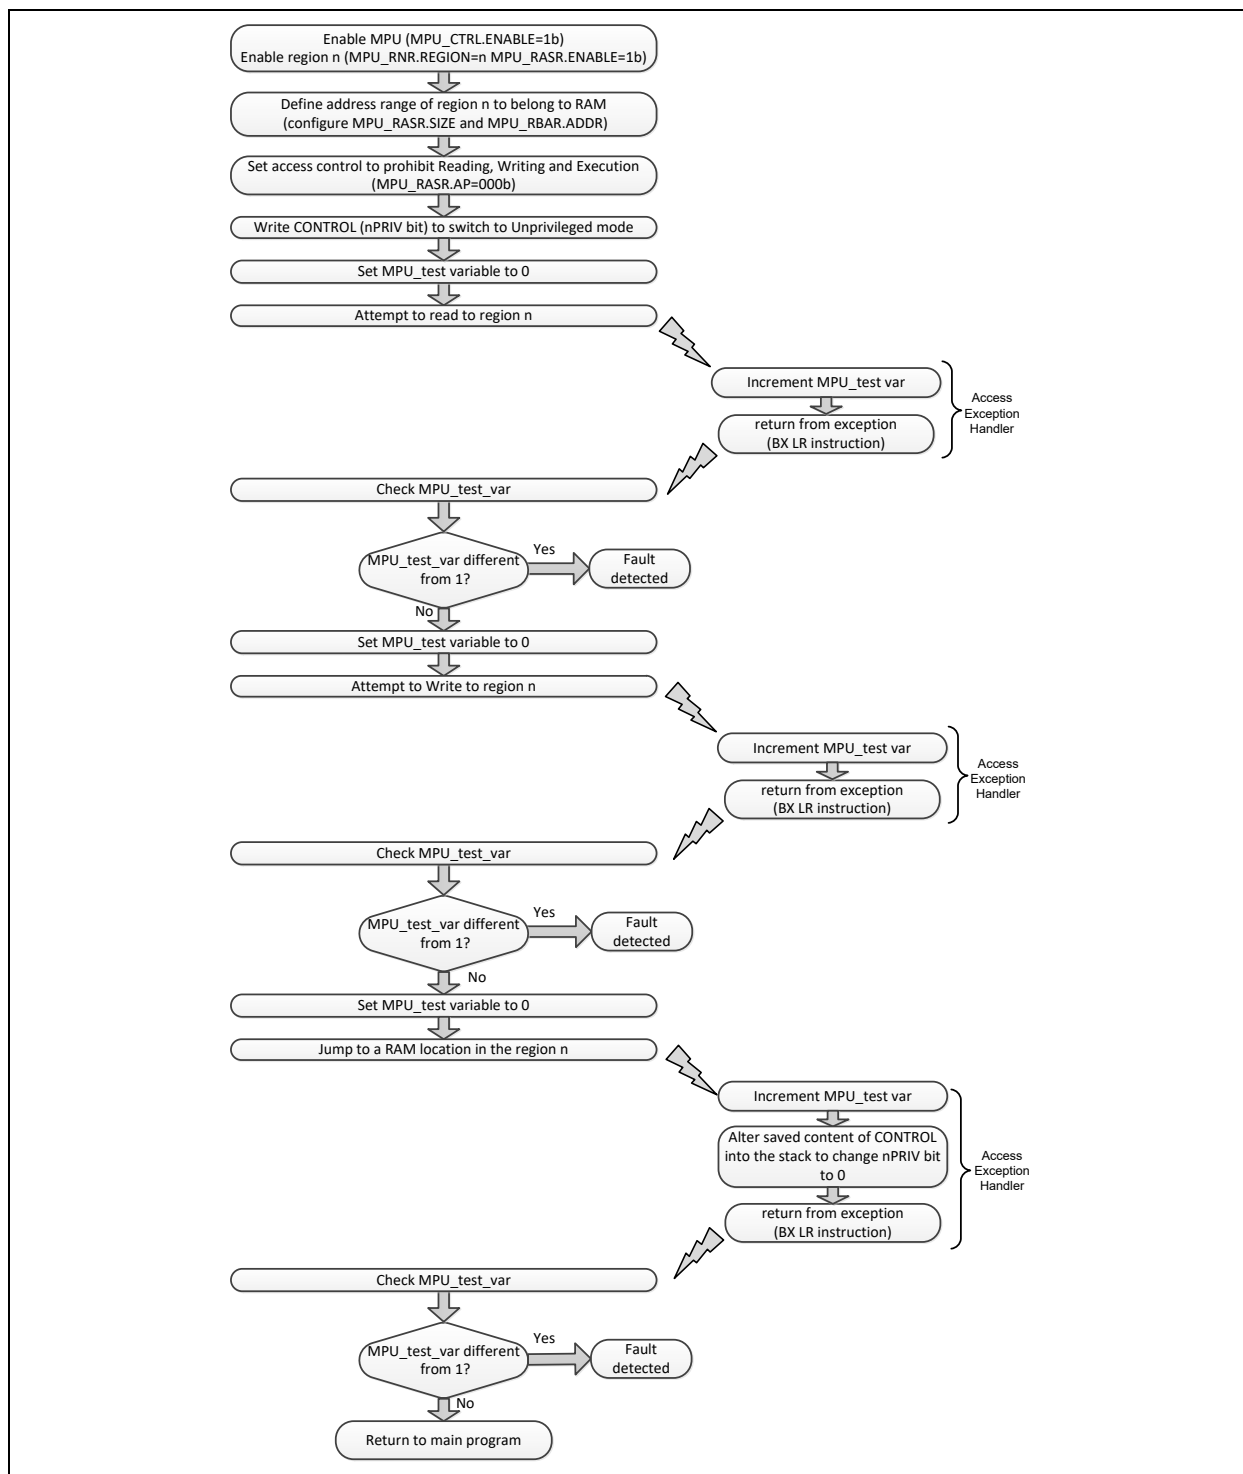 Enable MPU (MPU_CTRL.ENABLE=1b)
Enable region n (MPU_RNR.REGION=n MPU_RASR.ENABLE=1b)
Define address range of region n to belong to RAM
(configure MPU_RASR.SIZE and MPU_RBAR.ADDR)
Set access control to prohibit Reading, Writing and Execution
(MPU_RASR.AP=000b)
Write CONTROL (nPRIV bit) to switch to Unprivileged mode
Set MPU_test variable to 0
Attempt to read to region n
Increment MPU_test var
return from exception
(BX LR instruction)
Access
Exception
Handler
Check MPU_test_var
MPU_test_var different
from 1?
Yes
Fault
detected
No
Set MPU_test variable to 0
Attempt to Write to region n
Increment MPU_test var
return from exception
(BX LR instruction)
Access
Exception
Handler
Check MPU_test_var
MPU_test_var different
from 1?
Yes
Fault
detected
No
Set MPU_test variable to 0
Jump to a RAM location in the region n
Increment MPU_test var
Alter saved content of CONTROL
into the stack to change nPRIV bit
to 0
return from exception
(BX LR instruction)
Access
Exception
Handler
Check MPU_test_var
MPU_test_var different
from 1?
Yes
Fault
detected
No
Return to main program